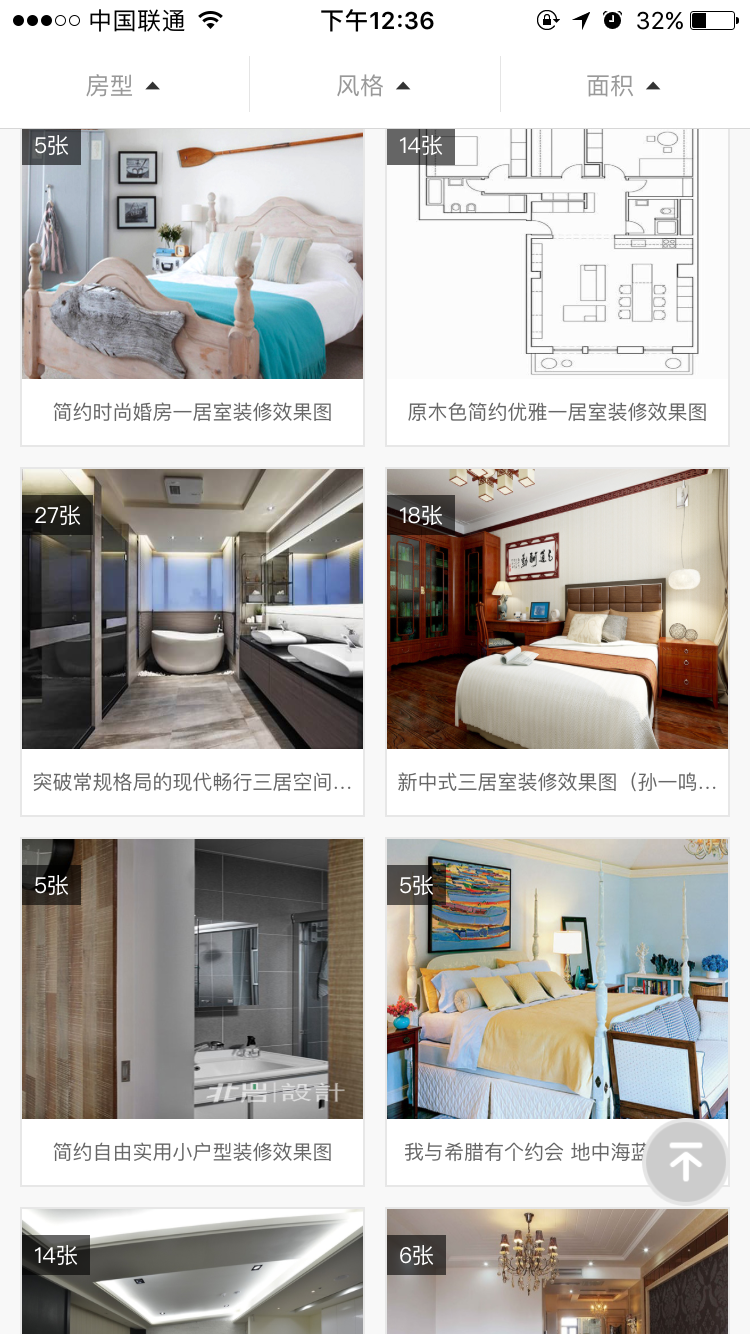 中国联通 下午12:36 32%
房型 风格 面积
5张 14张
简约时尚婚房一居室装修效果图 原木色简约优雅一居室装修效果图
27张 18张
突破常规格局的现代畅行三居空间... 新中式三居室装修效果图（孙一鸣...
5张 5张
北岩|設計
简约自由实用小户型装修效果图 我与希腊有个约会 地中海蓝
14张 6张